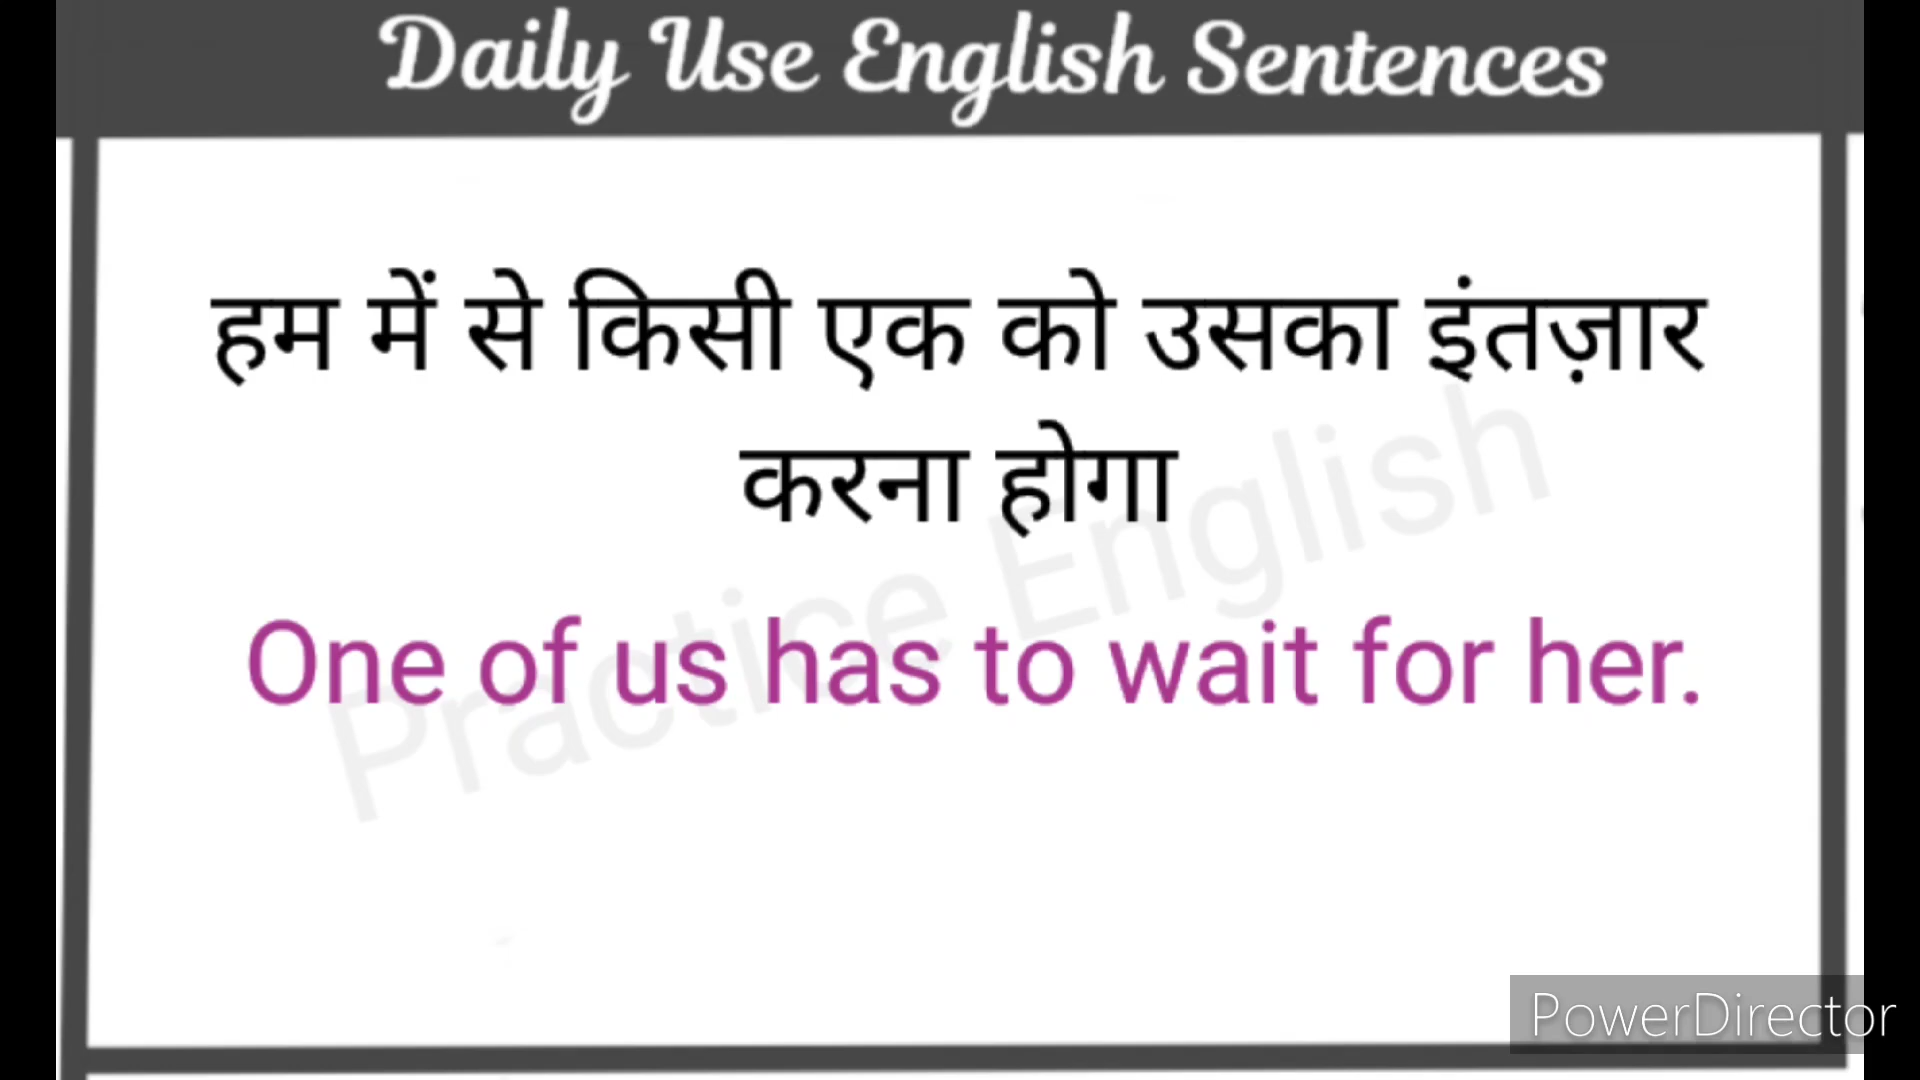 Daily Use English Sentences
हम में से किसी एक को उसका इंतज़ार
करना होगा
One of us has to wait for her.
Practice English
PowerDirector